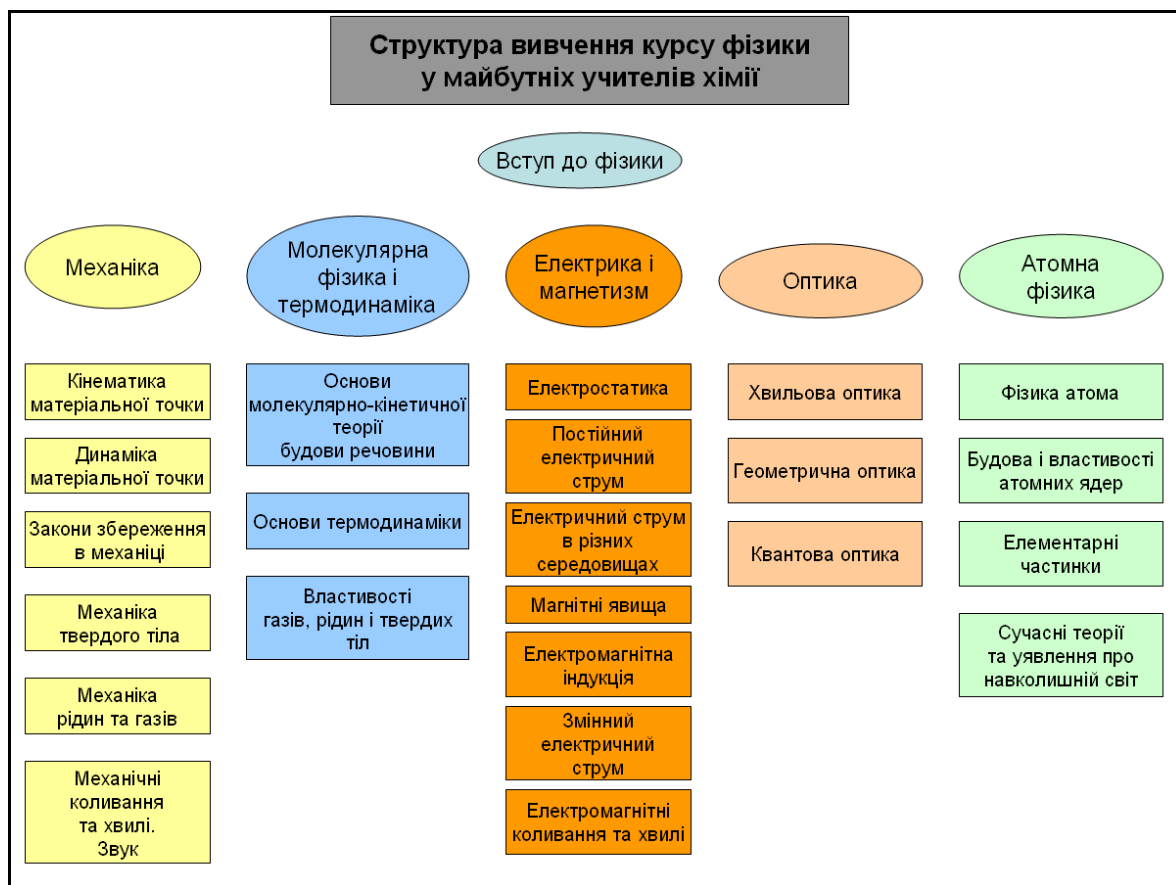 Структура вивчення курсу фізики
у майбутніх учителів хімії
Вступ до фізики
Механіка
Молекулярна
фізика і
термодинаміка
Електрика і
магнетизм
Оптика
Атомна
фізика
Кінематика
матеріальної точки
Динаміка
матеріальної точки
Закони збереження
в механіці
Механіка
твердого тіла
Механіка
рідин та газів
Механічні
коливання
та хвилі.
Звук
Основи
молекулярно-кінетичної
теорії
будови речовини
Основи термодинаміки
Властивості
газів, рідин і твердих
тіл
Електростатика
Постійний
електричний
струм
Електричний струм
в різних
середовищах
Магнітні явища
Електромагнітна
індукція
Змінний
електричний
струм
Електромагнітні
коливання та хвилі
Хвильова оптика
Геометрична оптика
Квантова оптика
Фізика атома
Будова і властивості
атомних ядер
Елементарні
частинки
Сучасні теорії
та уявлення про
навколишній світ